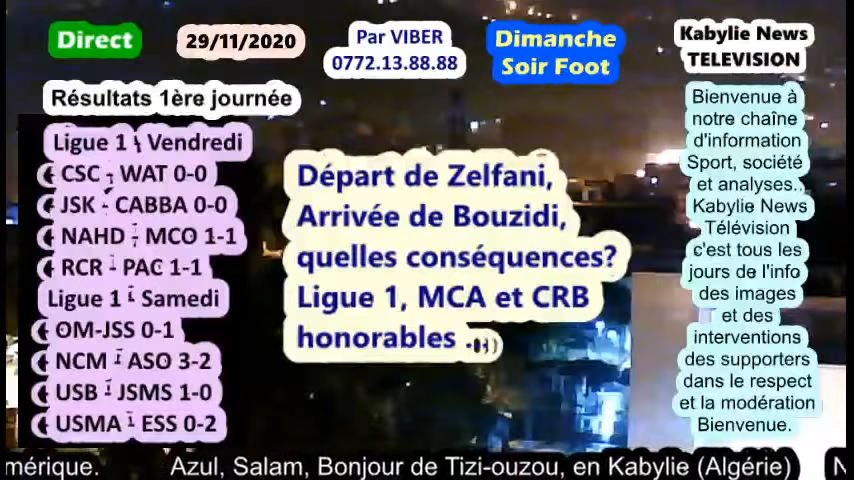 Direct
29/11/2020
Par VIBER
0772.13.88.88
Dimanche
Soir Foot
Kabylie News
TELEVISION
Résultats 1ère journée
Ligue 1 Vendredi
CSC - WAT 0-0
JSK - CABBA 0-0
NAHD - MCO 1-1
RCR - PAC 1-1
Ligue 1 Samedi
OM-JSS 0-1
NCM - ASO 3-2
USB - JSMS 1-0
USMA - ESS 0-2
Départ de Zelfani,
Arrivée de Bouzidi,
quelles conséquences?
Ligue 1, MCA et CRB
honorables ...
Bienvenue à
notre chaîne
d'information
Sport, société
et analyses..
Kabylie News
Télévision
c'est tous les
jours de l'info
des images
et des
interventions
des supporters
dans le respect
et la modération
Bienvenue.
mérique. Azul, Salam, Bonjour de Tizi-ouzou, en Kabylie (Algérie) N